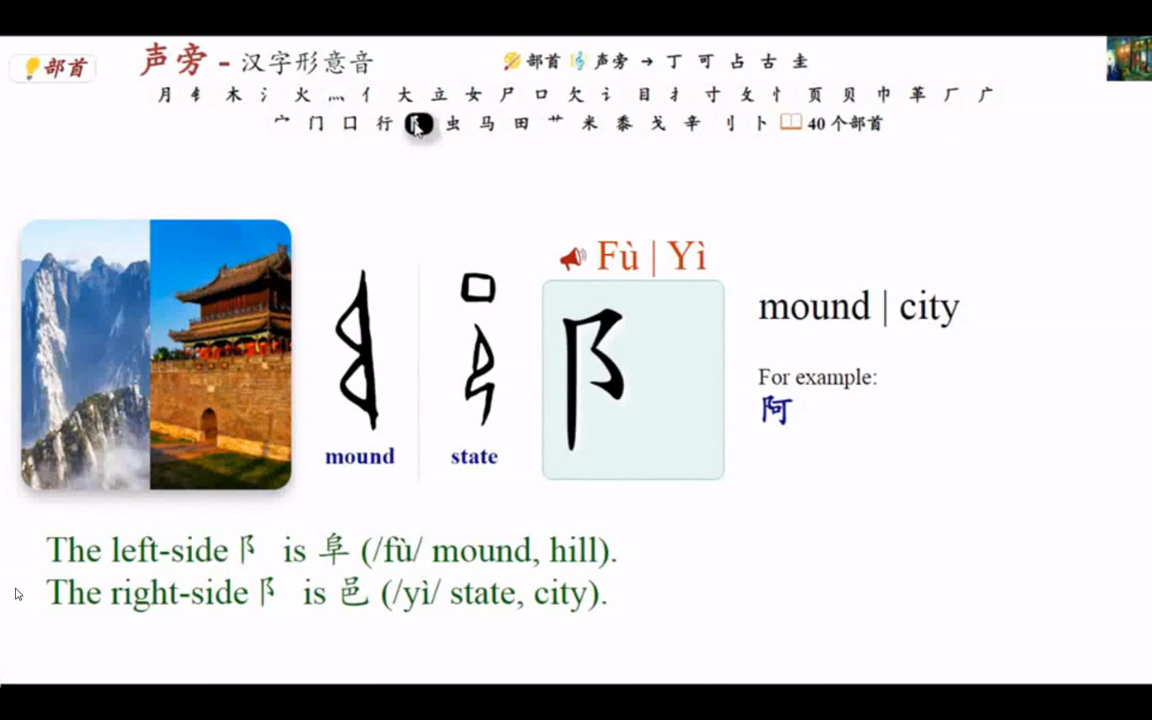 部首
声旁 - 汉字形意音
部首 声旁 → 丁 可 占 古 圭
月 钅 木 氵 火 灬 亻 大 立 女 尸 口 欠 讠 目 扌 寸 攵 忄 页 贝 巾 革 厂 广
宀 门 囗 行 阝 虫 马 田 艹 米 黍 戈 辛 刂 卜 40 个部首
Fù | Yì
阝
mound | city
For example:
阿
mound
state
The left-side 阝 is 阜 (/fù/ mound, hill).
The right-side 阝 is 邑 (/yì/ state, city).